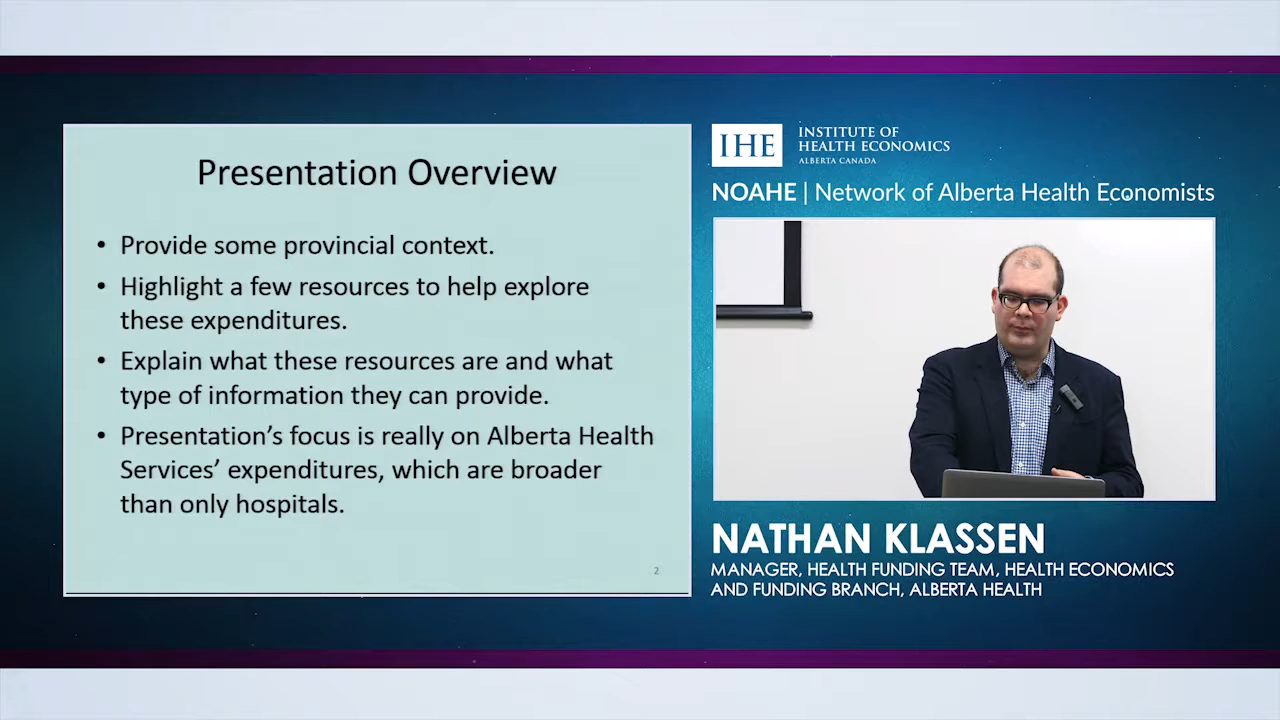 Presentation Overview
• Provide some provincial context.
• Highlight a few resources to help explore
these expenditures.
• Explain what these resources are and what
type of information they can provide.
• Presentation's focus is really on Alberta Health
Services' expenditures, which are broader
than only hospitals.
2
IHE
INSTITUTE OF
HEALTH ECONOMICS
ALBERTA CANADA
NOAHE | Network of Alberta Health Economists
NATHAN KLASSEN
MANAGER, HEALTH FUNDING TEAM, HEALTH ECONOMICS
AND FUNDING BRANCH, ALBERTA HEALTH